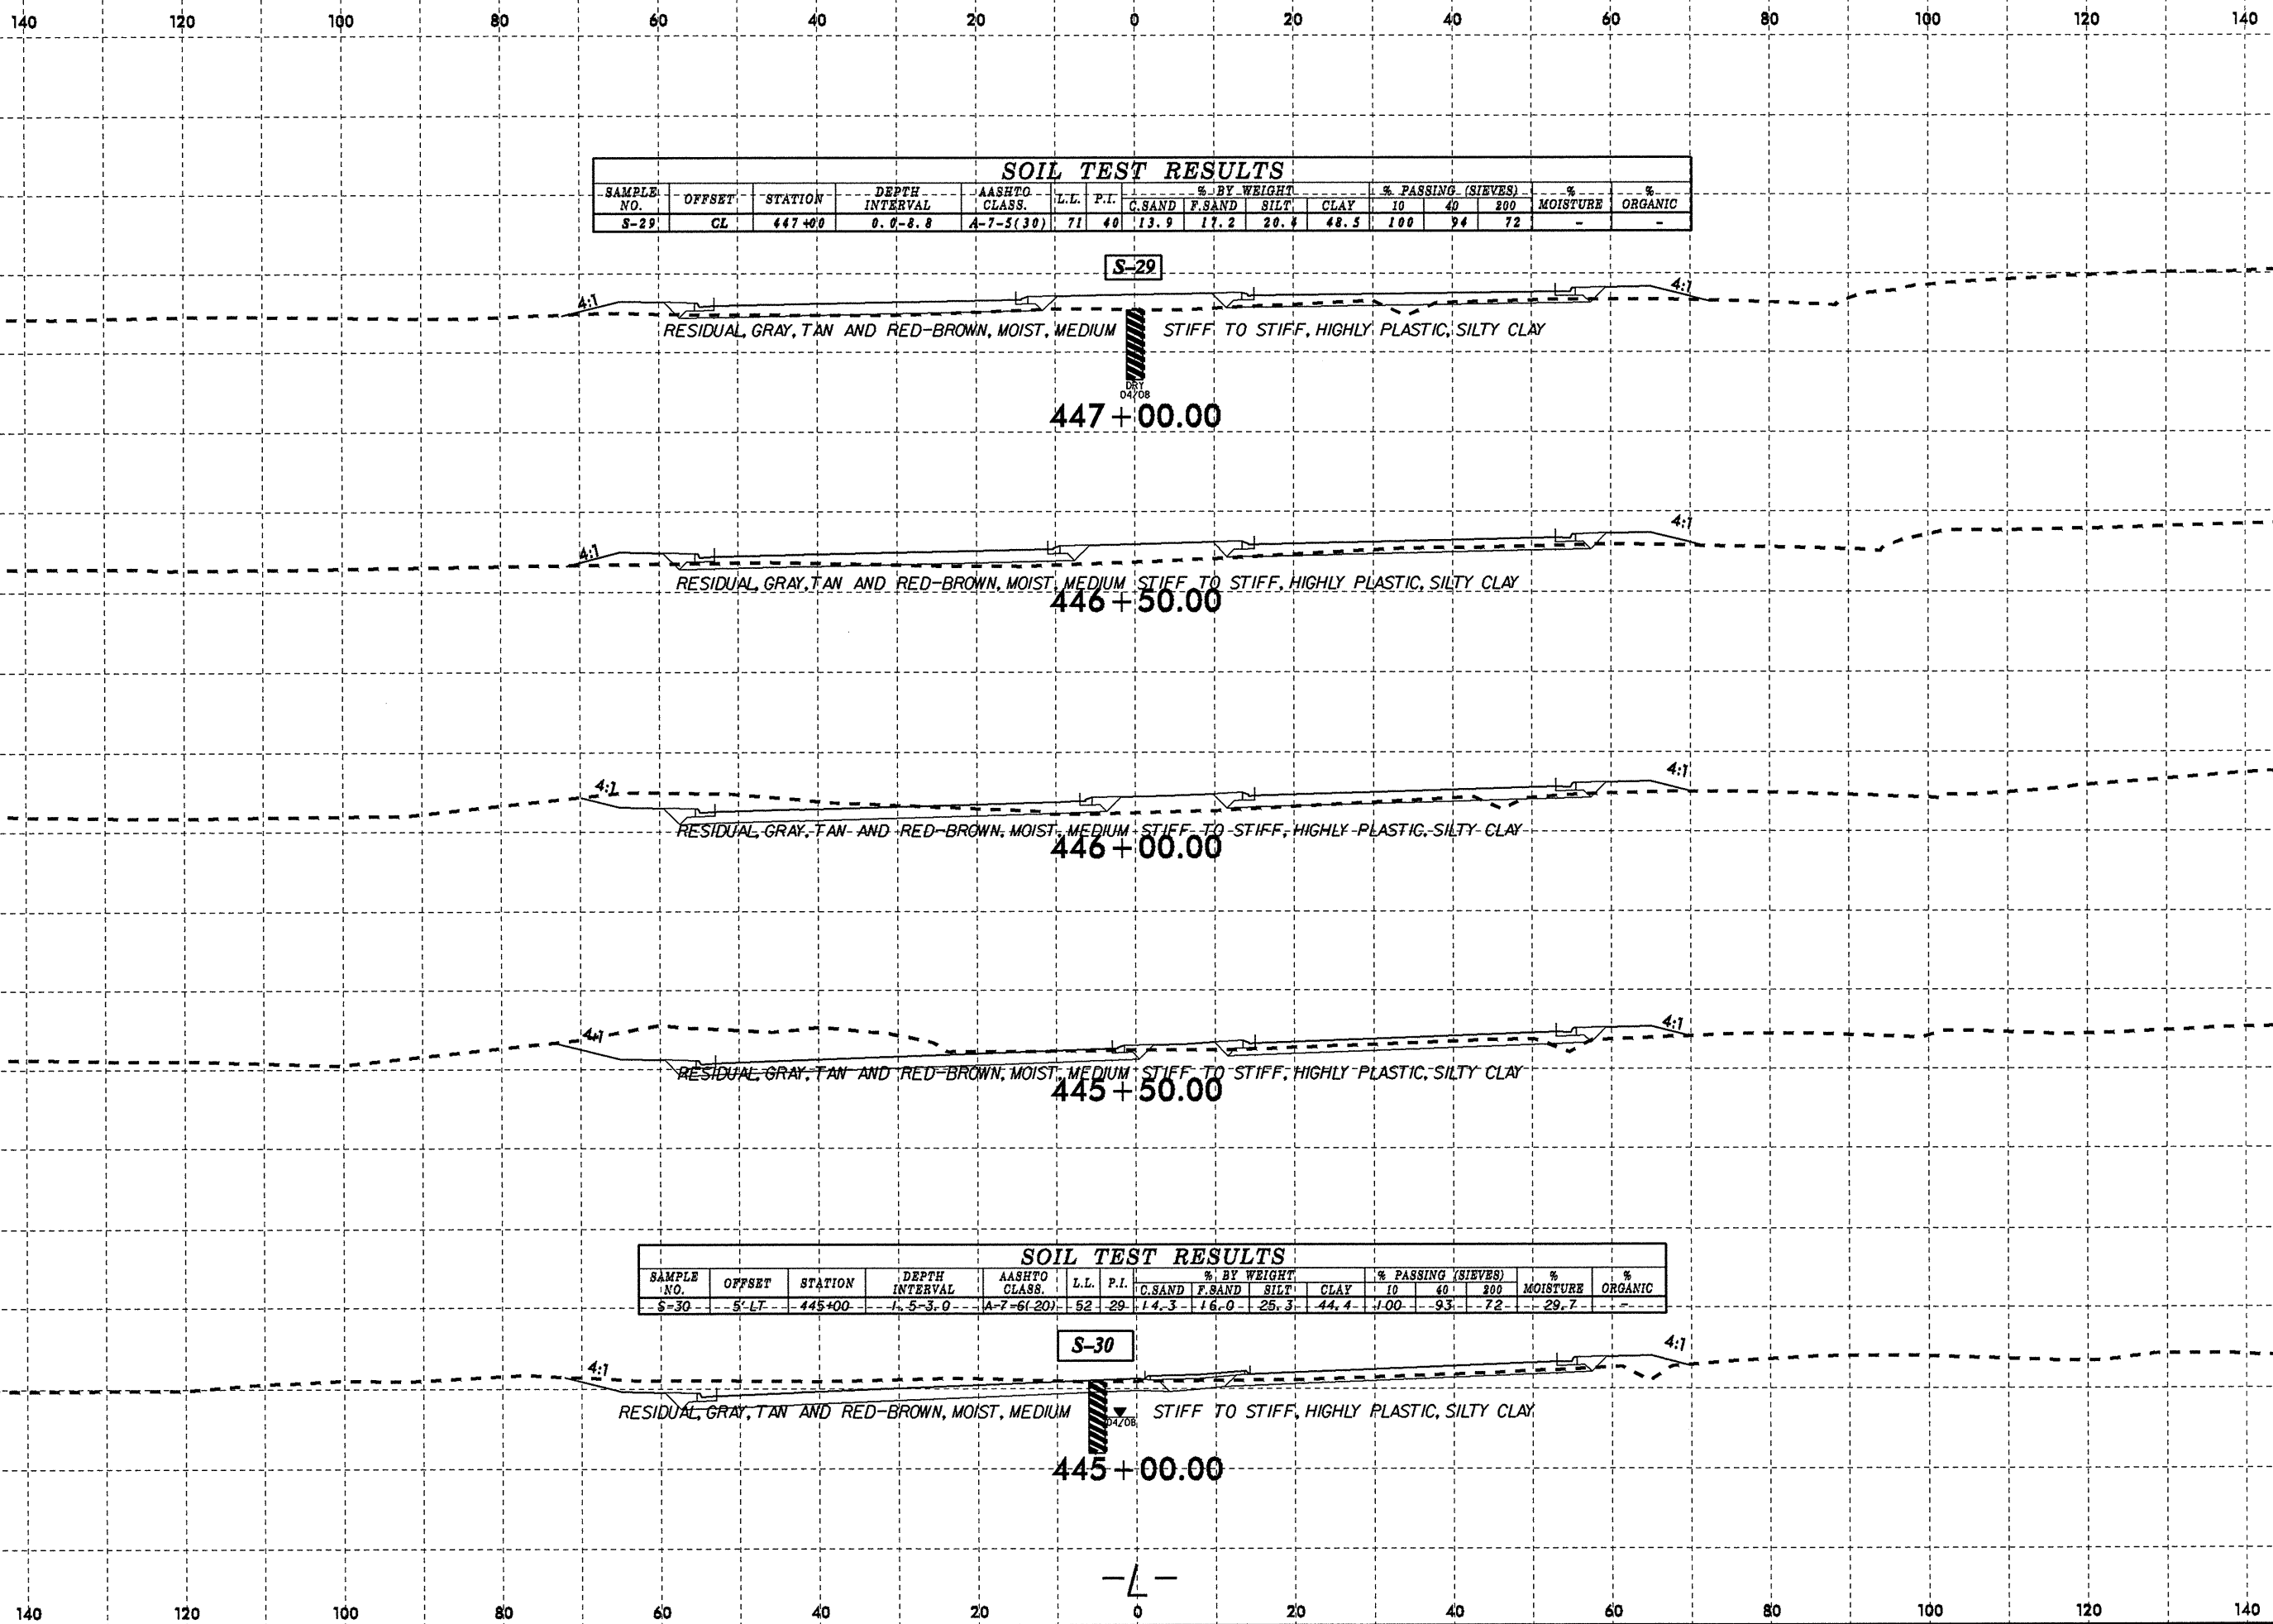 140 120 100 80 60 40 20 0 20 40 60 80 100 120 140
SOIL TEST RESULTS
SAMPLE NO. OFFSET STATION DEPTH INTERVAL AASHTO CLASS. L.L. P.I. % BY WEIGHT % PASSING (SIEVES) % MOISTURE % ORGANIC
C.SAND F.SAND SILT CLAY 10 40 200
S-29 CL 447+00 0.0-8.8 A-7-5(30) 71 40 13.9 17.2 20.4 48.5 100 94 72 - -
S-29
4:1 4:1
RESIDUAL, GRAY, TAN AND RED-BROWN, MOIST, MEDIUM STIFF TO STIFF, HIGHLY PLASTIC, SILTY CLAY
DRY
04/08
447+00.00
4:1 4:1
RESIDUAL, GRAY, TAN AND RED-BROWN, MOIST, MEDIUM STIFF TO STIFF, HIGHLY PLASTIC, SILTY CLAY
446+50.00
4:1 4:1
RESIDUAL, GRAY, TAN AND RED-BROWN, MOIST, MEDIUM STIFF TO STIFF, HIGHLY PLASTIC, SILTY CLAY
446+00.00
4:1 4:1
RESIDUAL, GRAY, TAN AND RED-BROWN, MOIST, MEDIUM STIFF TO STIFF, HIGHLY PLASTIC, SILTY CLAY
445+50.00
SOIL TEST RESULTS
SAMPLE NO. OFFSET STATION DEPTH INTERVAL AASHTO CLASS. L.L. P.I. % BY WEIGHT % PASSING (SIEVES) % MOISTURE % ORGANIC
C.SAND F.SAND SILT CLAY 10 40 200
S-30 5' LT 445+00 1.5-3.0 A-7-6(20) 52 29 14.3 16.0 25.3 44.4 100 93 72 29.7 -
S-30
4:1 4:1
RESIDUAL, GRAY, TAN AND RED-BROWN, MOIST, MEDIUM STIFF TO STIFF, HIGHLY PLASTIC, SILTY CLAY
04/08
445+00.00
-L-
140 120 100 80 60 40 20 0 20 40 60 80 100 120 140